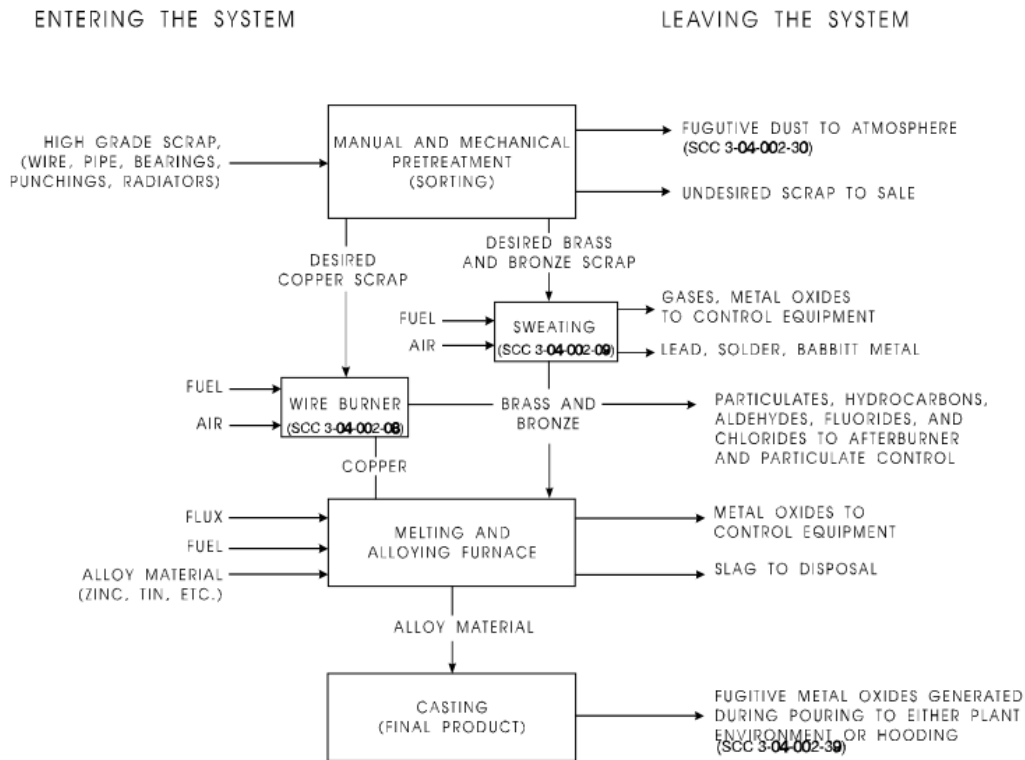 ENTERING THE SYSTEM
LEAVING THE SYSTEM
HIGH GRADE SCRAP,
(WIRE, PIPE, BEARINGS,
PUNCHINGS, RADIATORS)
MANUAL AND MECHANICAL
PRETREATMENT
(SORTING)
FUGUTIVE DUST TO ATMOSPHERE
(SCC 3-04-002-30)
UNDESIRED SCRAP TO SALE
DESIRED
COPPER SCRAP
DESIRED BRASS
AND BRONZE SCRAP
FUEL
AIR
SWEATING
(SCC 3-04-002-09)
GASES, METAL OXIDES
TO CONTROL EQUIPMENT
LEAD, SOLDER, BABBITT METAL
FUEL
AIR
WIRE BURNER
(SCC 3-04-002-08)
BRASS AND
BRONZE
PARTICULATES, HYDROCARBONS,
ALDEHYDES, FLUORIDES, AND
CHLORIDES TO AFTERBURNER
AND PARTICULATE CONTROL
COPPER
FLUX
FUEL
ALLOY MATERIAL
(ZINC, TIN, ETC.)
MELTING AND
ALLOYING FURNACE
METAL OXIDES TO
CONTROL EQUIPMENT
SLAG TO DISPOSAL
ALLOY MATERIAL
CASTING
(FINAL PRODUCT)
FUGITIVE METAL OXIDES GENERATED
DURING POURING TO EITHER PLANT
ENVIRONMENT OR HOODING
(SCC 3-04-002-39)